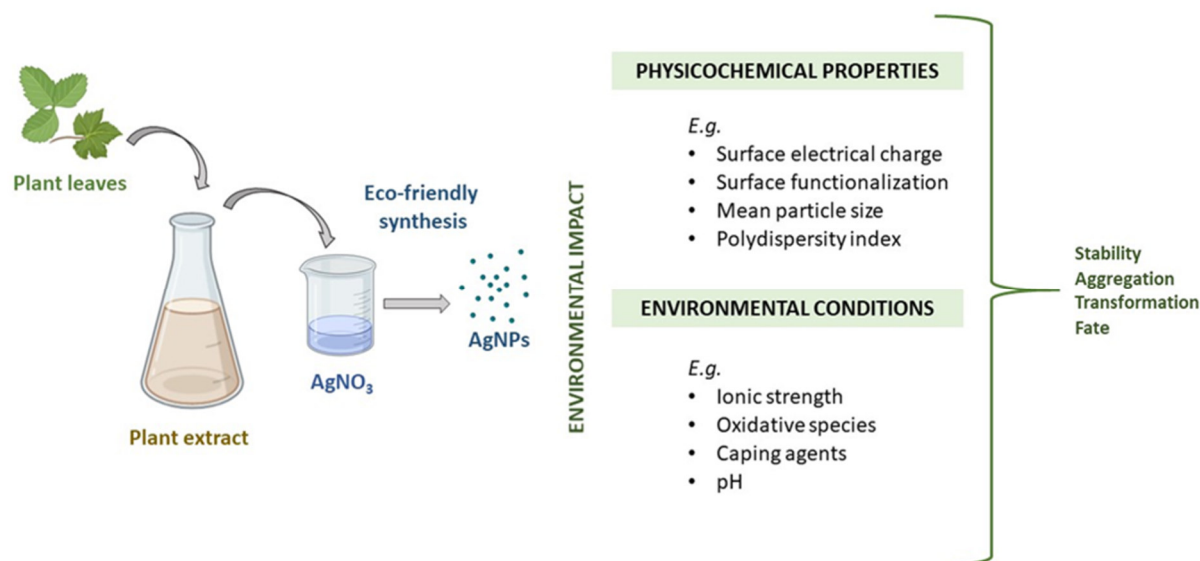 Plant leaves
Plant extract
Eco-friendly
synthesis
AgNO₃
AgNPs
ENVIRONMENTAL IMPACT
PHYSICOCHEMICAL PROPERTIES
E.g.
• Surface electrical charge
• Surface functionalization
• Mean particle size
• Polydispersity index
ENVIRONMENTAL CONDITIONS
E.g.
• Ionic strength
• Oxidative species
• Caping agents
• pH
Stability
Aggregation
Transformation
Fate